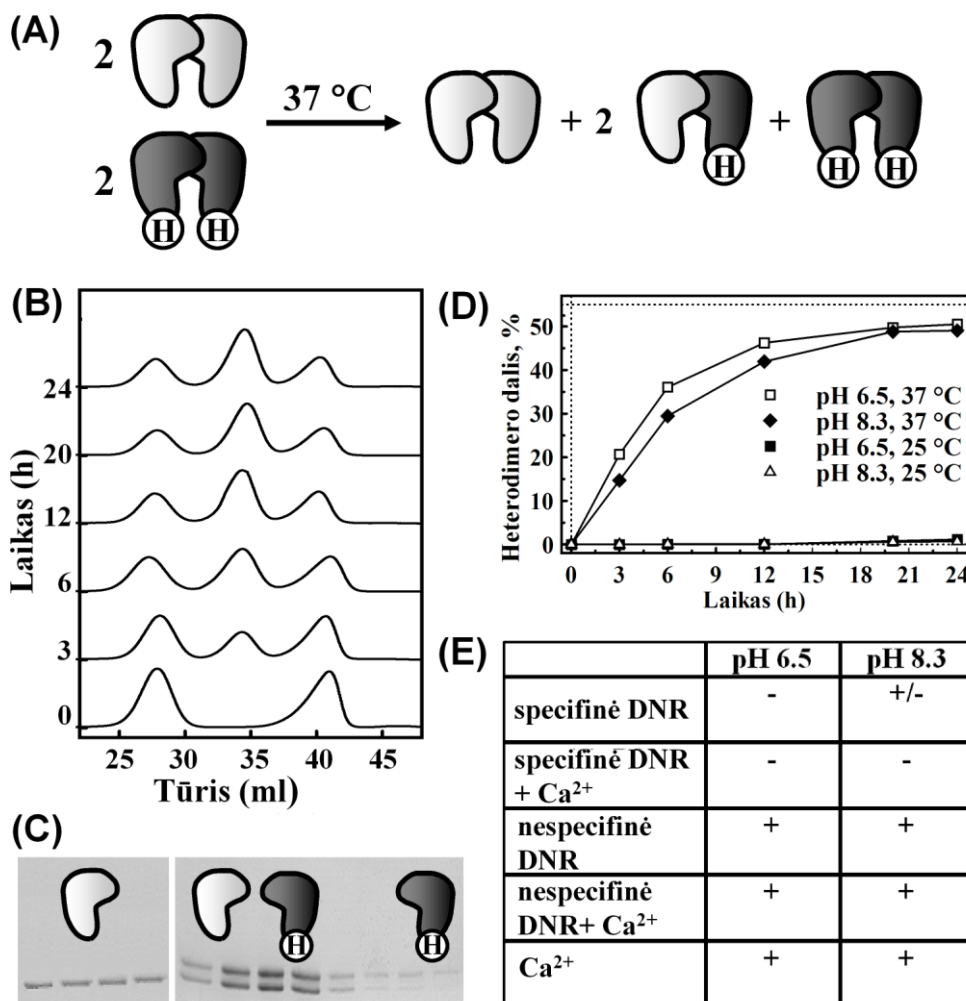 (A)
2
2
H H
37 °C
+ 2
H
+
H H
(B)
Laikas (h)
24
20
12
6
3
0
25 30 35 40 45
Tūris (ml)
(C)
H
H
(D)
Heterodimero dalis, %
50
40
30
20
10
0
pH 6.5, 37 °C
pH 8.3, 37 °C
pH 6.5, 25 °C
pH 8.3, 25 °C
0 3 6 9 12 15 18 21 24
Laikas (h)
(E)
pH 6.5 pH 8.3
specifinė DNR - +/-
specifinė DNR
+ Ca²⁺ - -
nespecifinė
DNR + +
nespecifinė
DNR+ Ca²⁺ + +
Ca²⁺ + +